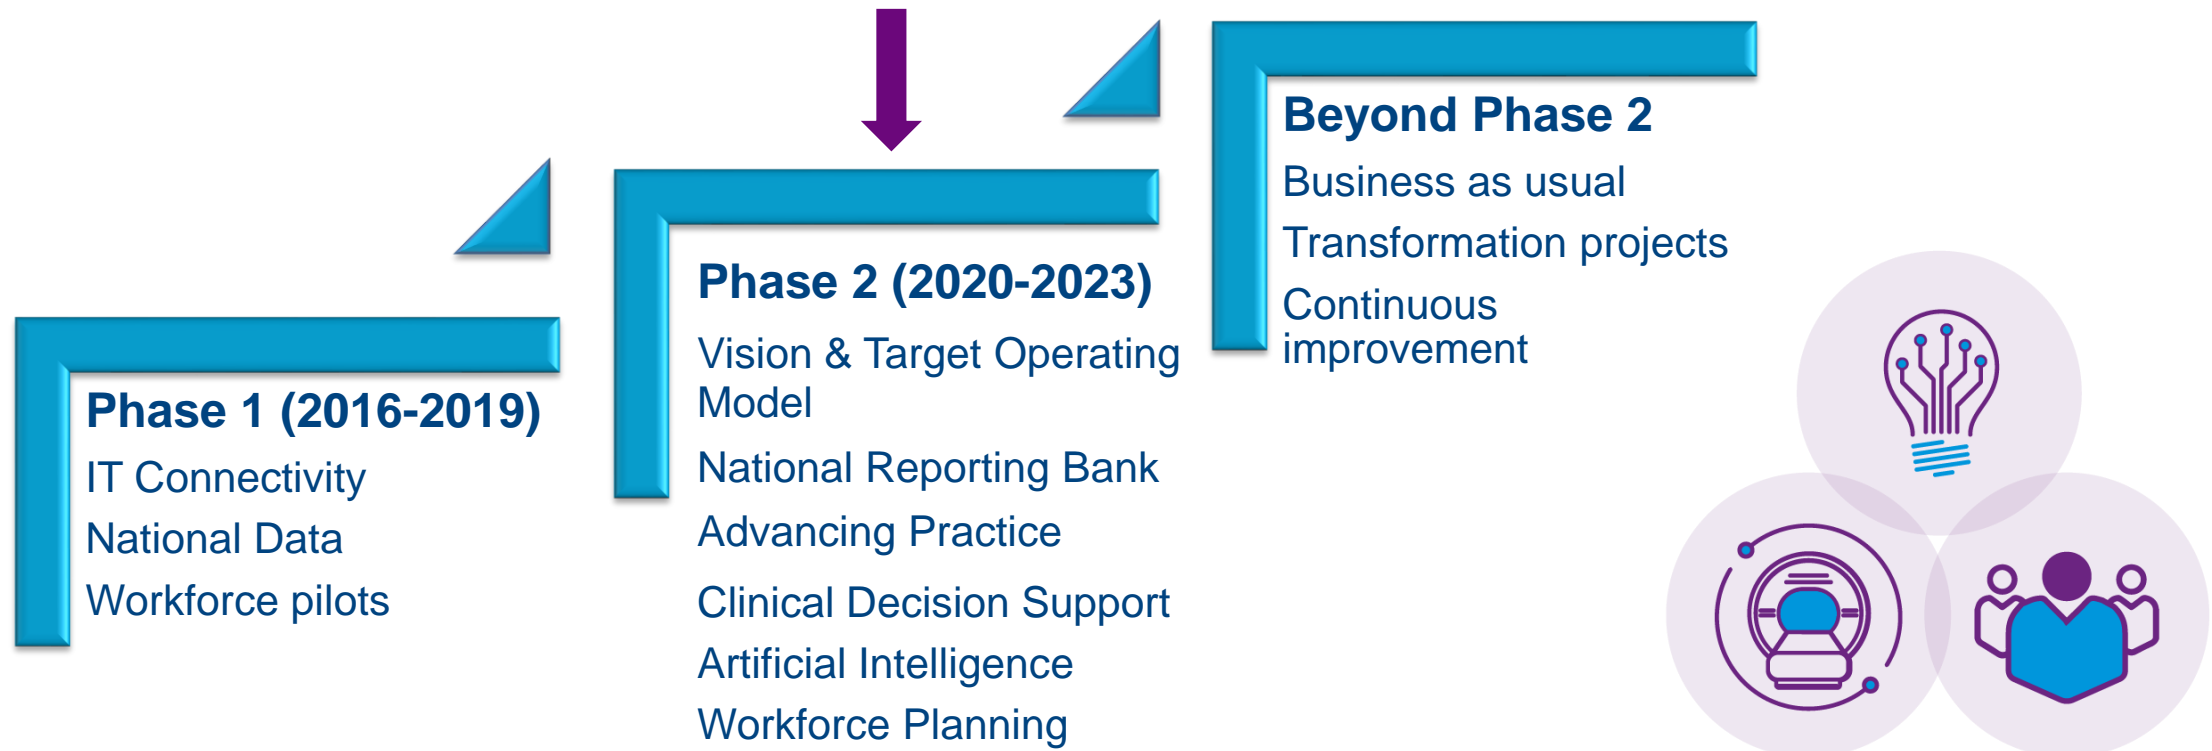 Phase 1 (2016-2019)
IT Connectivity
National Data
Workforce pilots
Phase 2 (2020-2023)
Vision & Target Operating
Model
National Reporting Bank
Advancing Practice
Clinical Decision Support
Artificial Intelligence
Workforce Planning
Beyond Phase 2
Business as usual
Transformation projects
Continuous
improvement